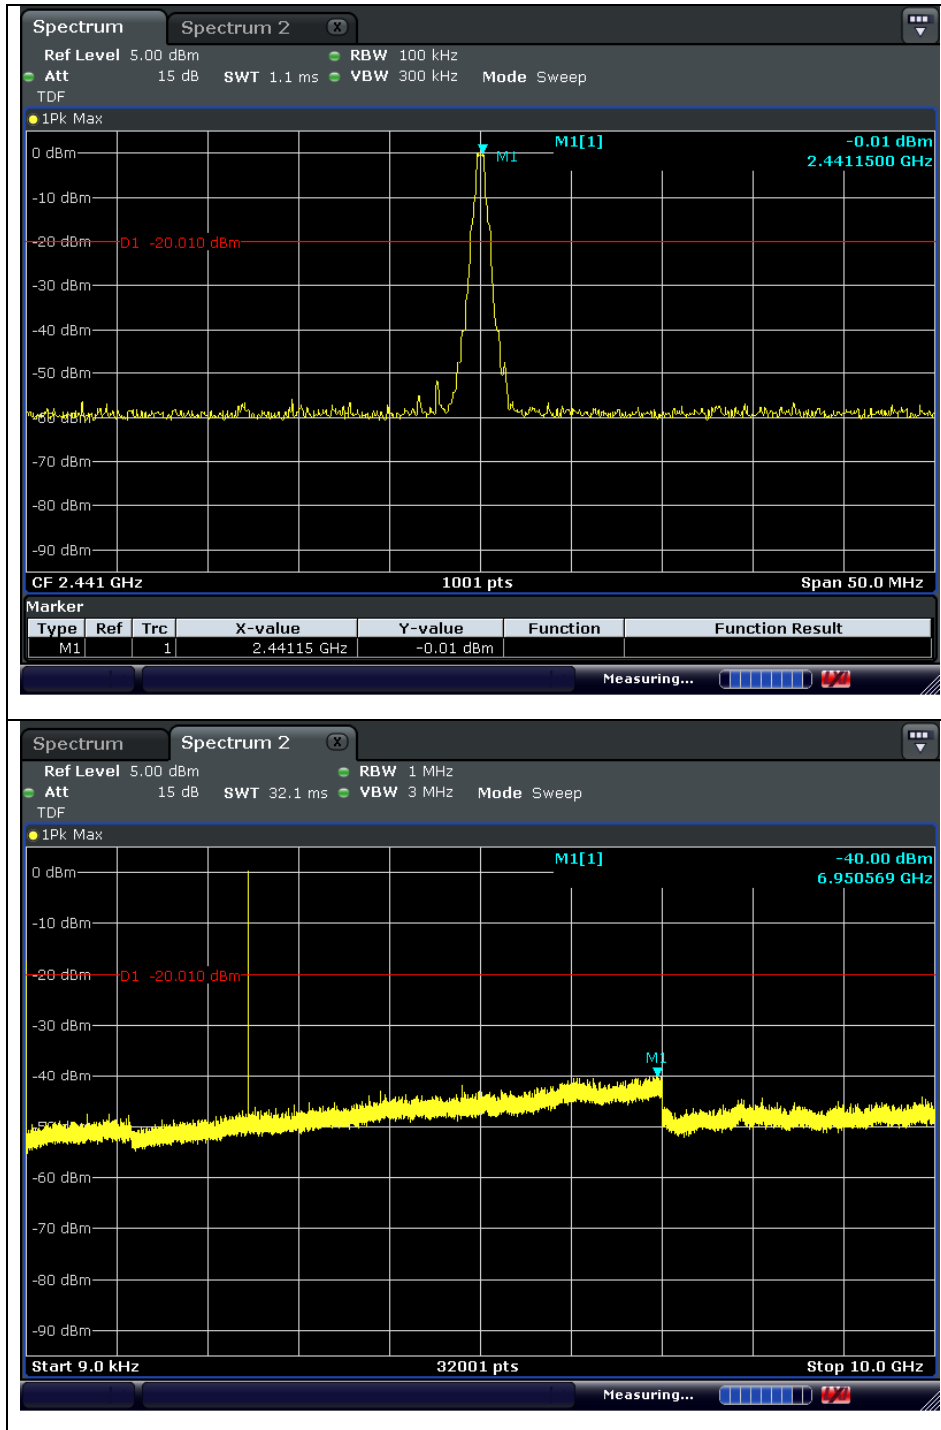 Spectrum Spectrum 2 X
Ref Level 5.00 dBm RBW 100 kHz
Att 15 dB SWT 1.1 ms VBW 300 kHz Mode Sweep
TDF
1Pk Max
M1[1] -0.01 dBm
2.4411500 GHz
M1
0 dBm
-10 dBm
-20 dBm
D1 -20.010 dBm
-30 dBm
-40 dBm
-50 dBm
-60 dBm
-70 dBm
-80 dBm
-90 dBm
CF 2.441 GHz 1001 pts Span 50.0 MHz
Marker
Type Ref Trc X-value Y-value Function Function Result
M1 1 2.44115 GHz -0.01 dBm
Measuring...
Spectrum Spectrum 2 X
Ref Level 5.00 dBm RBW 1 MHz
Att 15 dB SWT 32.1 ms VBW 3 MHz Mode Sweep
TDF
1Pk Max
M1[1] -40.00 dBm
6.950569 GHz
0 dBm
-10 dBm
-20 dBm
D1 -20.010 dBm
-30 dBm
M1
-40 dBm
-50 dBm
-60 dBm
-70 dBm
-80 dBm
-90 dBm
Start 9.0 kHz 32001 pts Stop 10.0 GHz
Measuring...